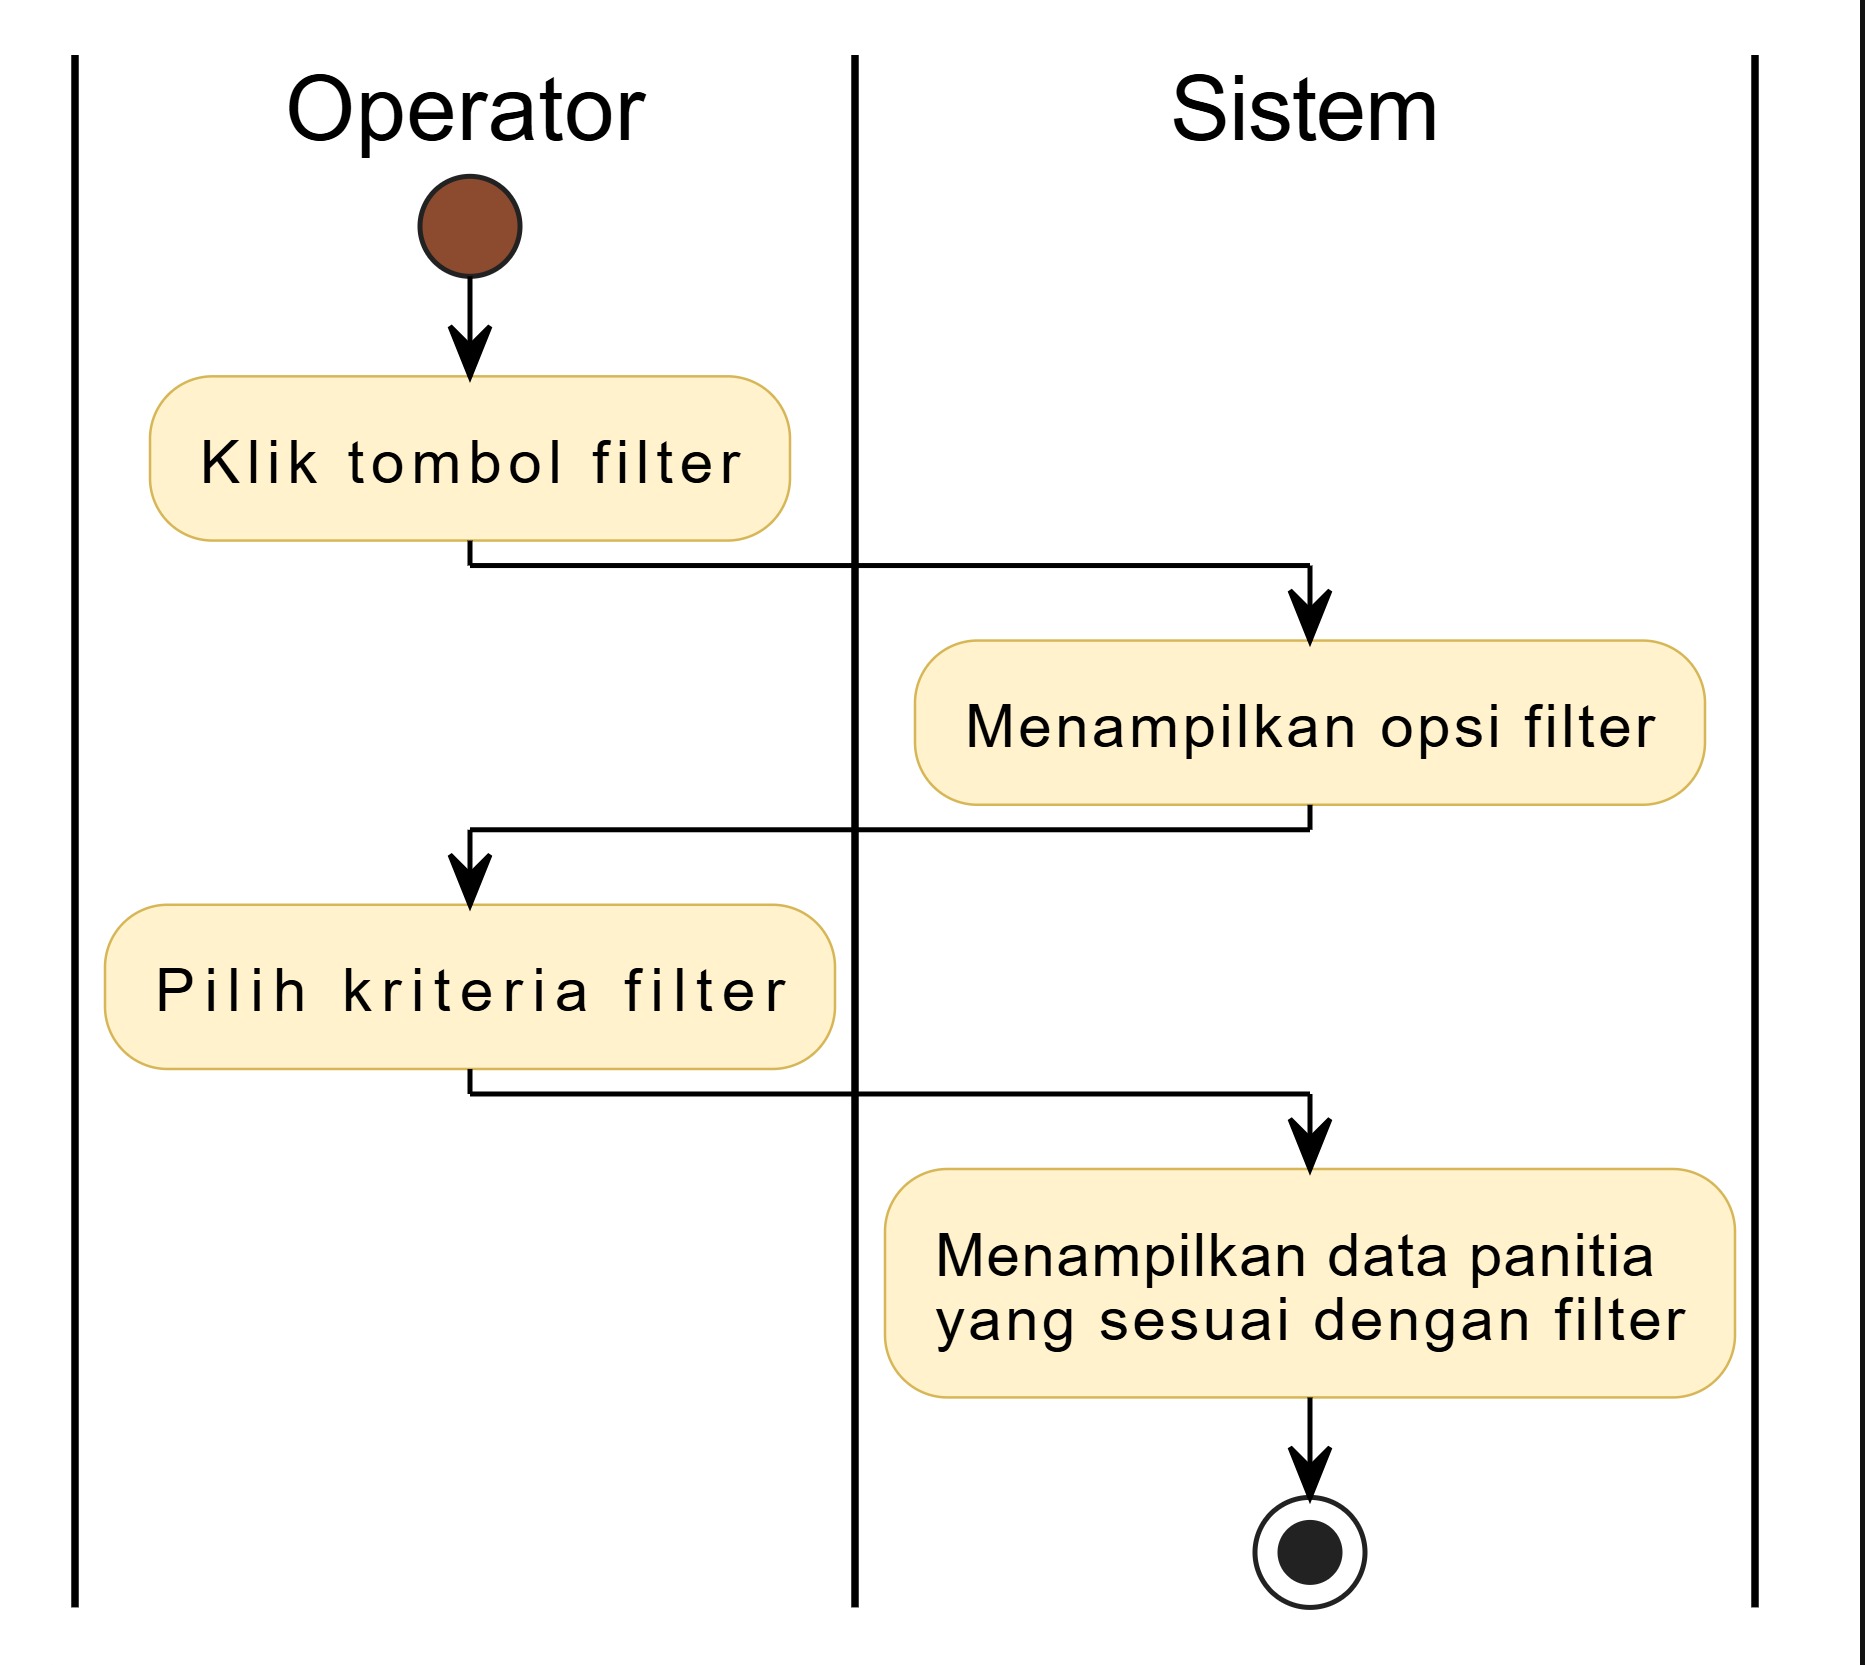 Operator
Sistem
Klik tombol filter
Menampilkan opsi filter
Pilih kriteria filter
Menampilkan data panitia
yang sesuai dengan filter